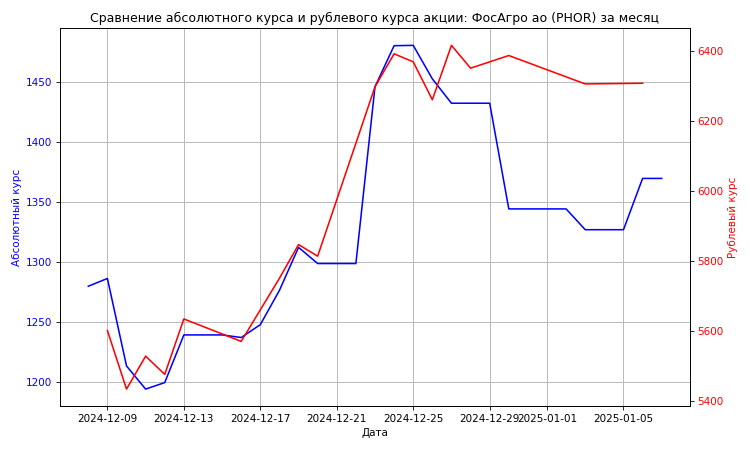 Сравнение абсолютного курса и рублевого курса акции: ФосАгро ао (PHOR) за месяц
Абсолютный курс
1450
1400
1350
1300
1250
1200
6400
6200
6000
5800
5600
5400
Рублевый курс
2024-12-09 2024-12-13 2024-12-17 2024-12-21 2024-12-25 2024-12-29 2025-01-01 2025-01-05
Дата